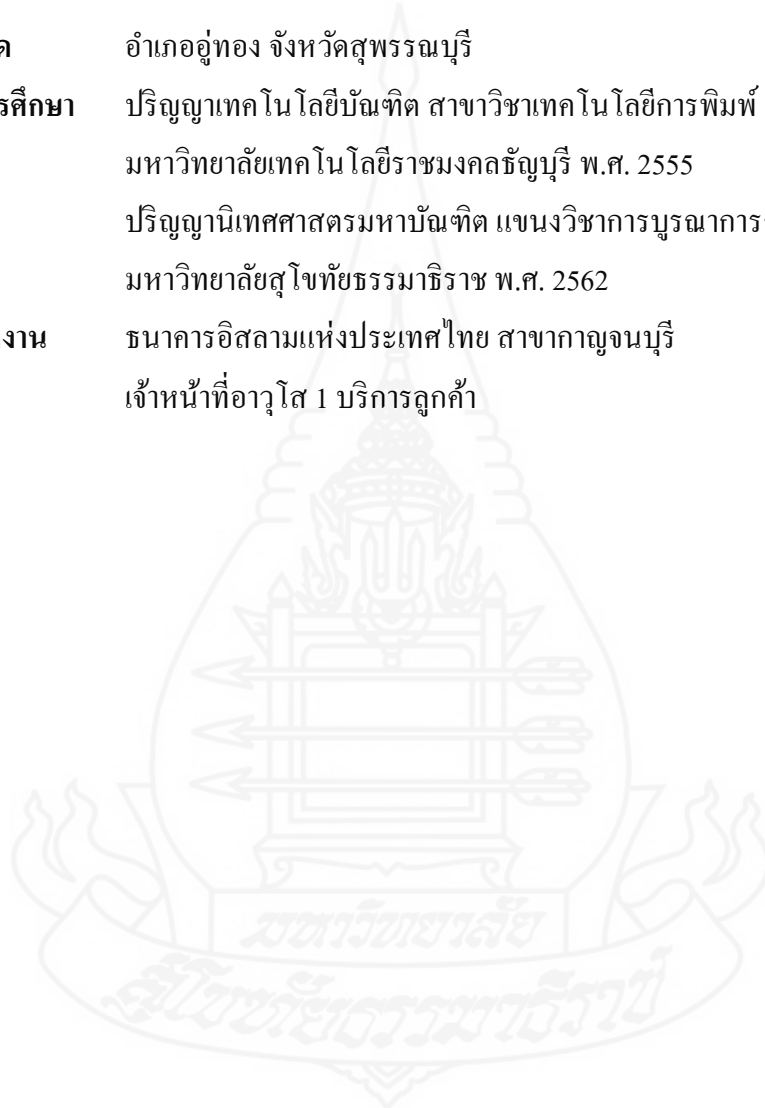 อำเภออู่ทอง จังหวัดสุพรรณบุรี
ปริญญาเทคโนโลยีบัณฑิต สาขาวิชาเทคโนโลยีการพิมพ์
มหาวิทยาลัยเทคโนโลยีราชมงคลธัญบุรี พ.ศ. 2555
ปริญญานิเทศศาสตรมหาบัณฑิต แขนงวิชาการบูรณาการ
มหาวิทยาลัยสุโขทัยธรรมาธิราช พ.ศ. 2562
งาน ธนาคารอิสลามแห่งประเทศไทย สาขากาญจนบุรี
เจ้าหน้าที่อาวุโส 1 บริการลูกค้า
มหาวิทยาลัย
สุโขทัยธรรมาธิราช